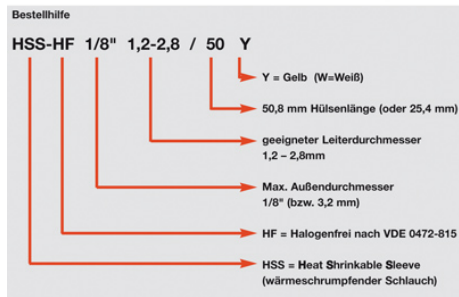 Bestellhilfe
HSS-HF 1/8" 1,2-2,8 / 50 Y
Y = Gelb (W=Weiß)
50,8 mm Hülsenlänge (oder 25,4 mm)
geeigneter Leiterdurchmesser
1,2 – 2,8mm
Max. Außendurchmesser
1/8" (bzw. 3,2 mm)
HF = Halogenfrei nach VDE 0472-815
HSS = Heat Shrinkable Sleeve
(wärmeschrumpfender Schlauch)